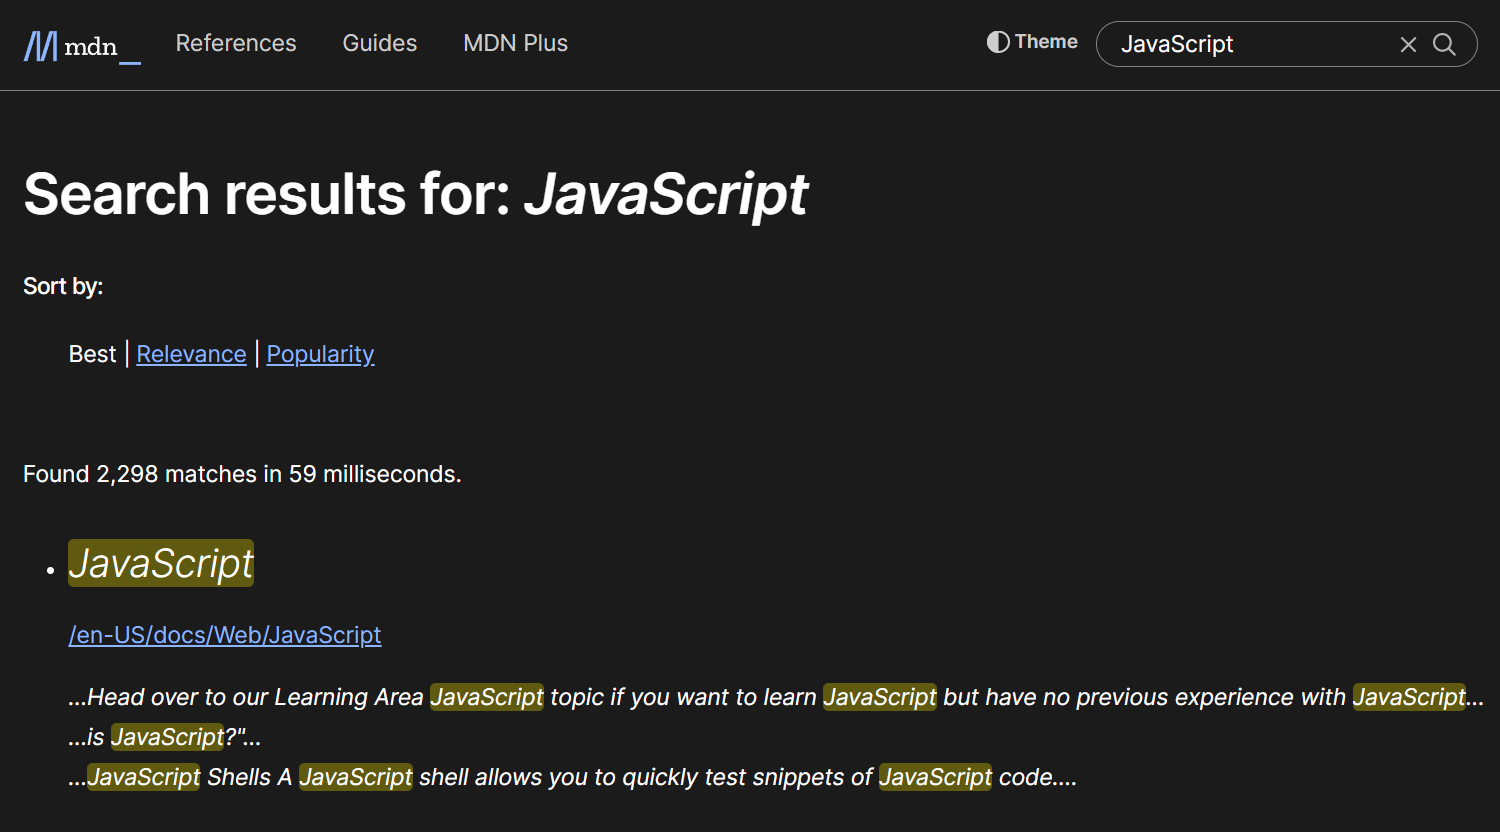 mdn_ References Guides MDN Plus Theme JavaScript
Search results for: JavaScript
Sort by:
Best | Relevance | Popularity
Found 2,298 matches in 59 milliseconds.
• JavaScript
/en-US/docs/Web/JavaScript
…Head over to our Learning Area JavaScript topic if you want to learn JavaScript but have no previous experience with JavaScript…
…is JavaScript?"…
…JavaScript Shells A JavaScript shell allows you to quickly test snippets of JavaScript code.…